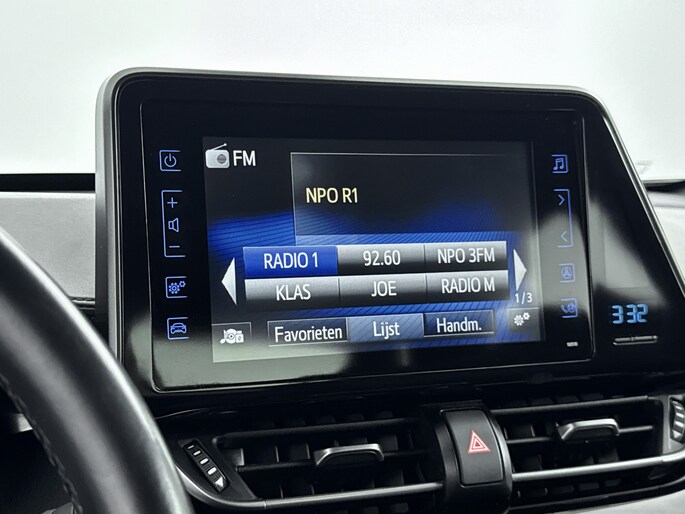 FM
NPO R1
RADIO 1 92.60 NPO 3FM
KLAS JOE RADIO M
1/3
Favorieten Lijst Handm.
3:32